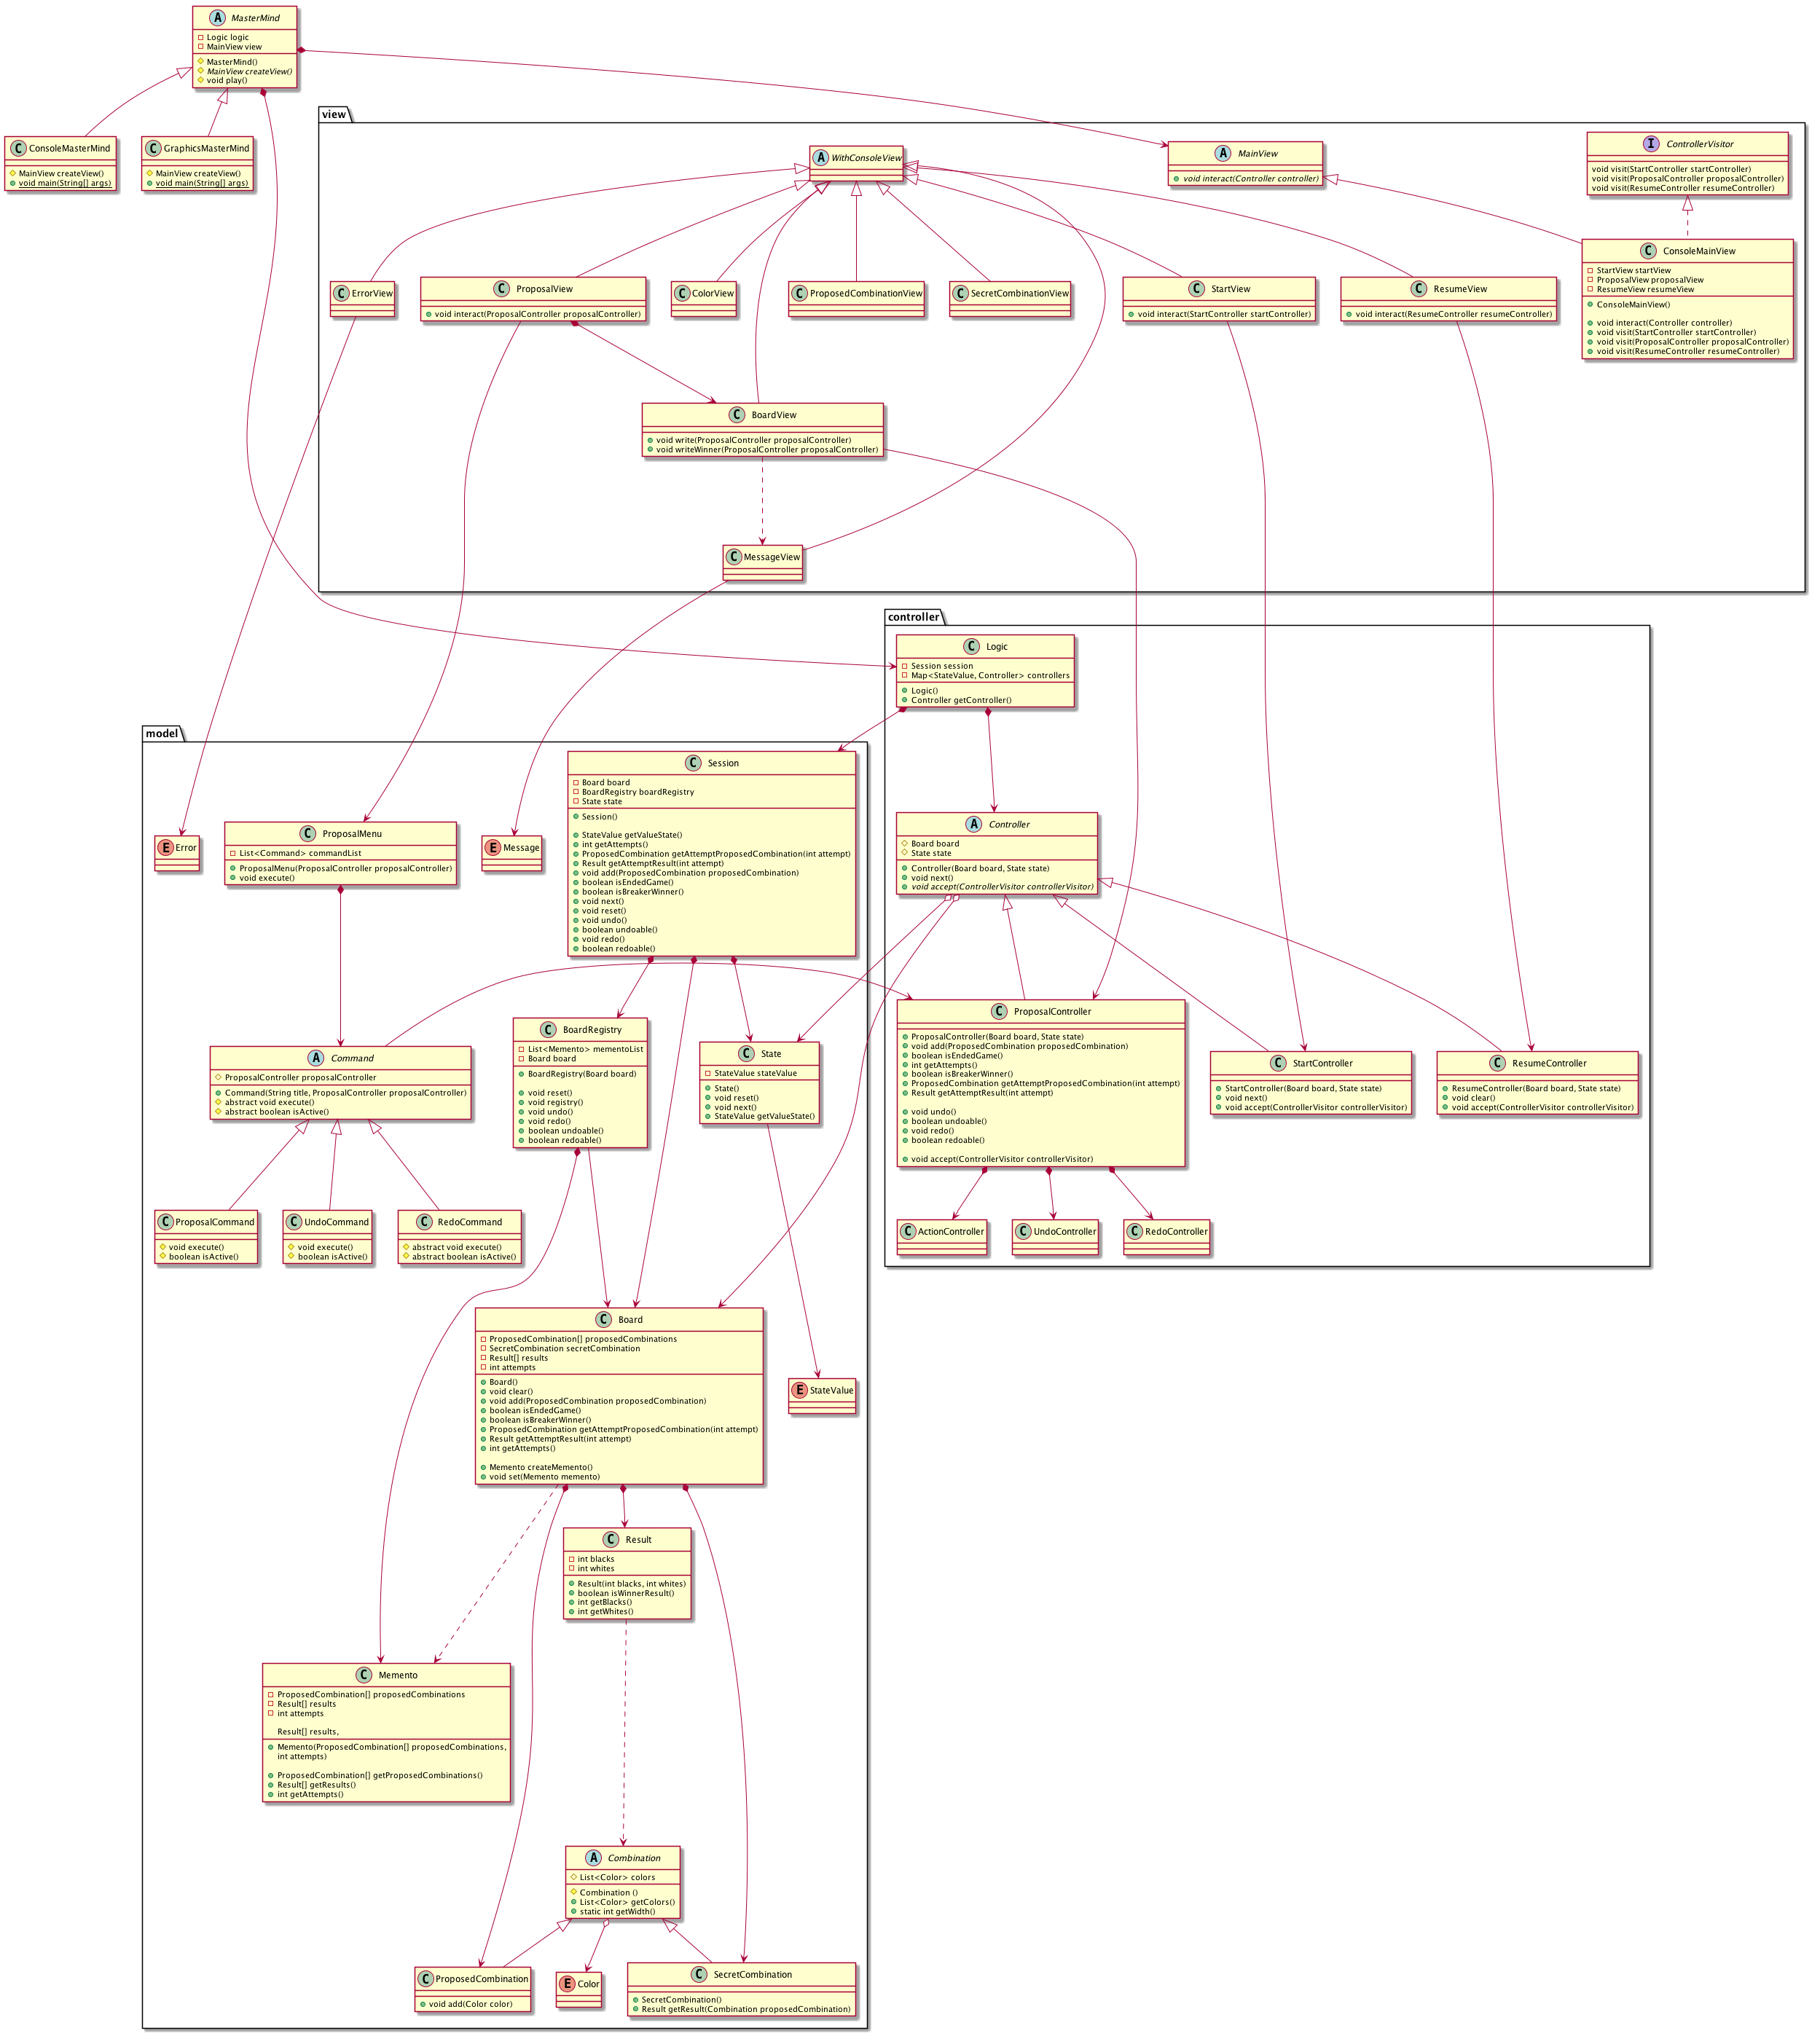 A MasterMind
Logic logic
MainView view
MasterMind()
MainView createView()
void play()
C ConsoleMasterMind
MainView createView()
void main(String[] args)
C GraphicsMasterMind
MainView createView()
void main(String[] args)
view
A WithConsoleView
A MainView
void interact(Controller controller)
I ControllerVisitor
void visit(StartController startController)
void visit(ProposalController proposalController)
void visit(ResumeController resumeController)
C ErrorView
C ProposalView
void interact(ProposalController proposalController)
C ColorView
C ProposedCombinationView
C SecretCombinationView
C StartView
void interact(StartController startController)
C ResumeView
void interact(ResumeController resumeController)
C ConsoleMainView
StartView startView
ProposalView proposalView
ResumeView resumeView
ConsoleMainView()
void interact(Controller controller)
void visit(StartController startController)
void visit(ProposalController proposalController)
void visit(ResumeController resumeController)
C BoardView
void write(ProposalController proposalController)
void writeWinner(ProposalController proposalController)
C MessageView
controller
C Logic
Session session
Map<StateValue, Controller> controllers
Logic()
Controller getController()
A Controller
Board board
State state
Controller(Board board, State state)
void next()
void accept(ControllerVisitor controllerVisitor)
C ProposalController
ProposalController(Board board, State state)
void add(ProposedCombination proposedCombination)
boolean isEndedGame()
int getAttempts()
boolean isBreakerWinner()
ProposedCombination getAttemptProposedCombination(int attempt)
Result getAttemptResult(int attempt)
void undo()
boolean undoable()
void redo()
boolean redoable()
void accept(ControllerVisitor controllerVisitor)
C StartController
StartController(Board board, State state)
void next()
void accept(ControllerVisitor controllerVisitor)
C ResumeController
ResumeController(Board board, State state)
void clear()
void accept(ControllerVisitor controllerVisitor)
C ActionController
C UndoController
C RedoController
model
C Session
Board board
BoardRegistry boardRegistry
State state
Session()
StateValue getValueState()
int getAttempts()
ProposedCombination getAttemptProposedCombination(int attempt)
Result getAttemptResult(int attempt)
void add(ProposedCombination proposedCombination)
boolean isEndedGame()
boolean isBreakerWinner()
void next()
void reset()
void undo()
boolean undoable()
void redo()
boolean redoable()
E Error
C ProposalMenu
List<Command> commandList
ProposalMenu(ProposalController proposalController)
void execute()
E Message
A Command
ProposalController proposalController
Command(String title, ProposalController proposalController)
abstract void execute()
abstract boolean isActive()
C BoardRegistry
List<Memento> mementoList
Board board
BoardRegistry(Board board)
void reset()
void registry()
void undo()
void redo()
boolean undoable()
boolean redoable()
C State
StateValue stateValue
State()
void reset()
void next()
StateValue getValueState()
C ProposalCommand
void execute()
boolean isActive()
C UndoCommand
void execute()
boolean isActive()
C RedoCommand
abstract void execute()
abstract boolean isActive()
C Board
ProposedCombination[] proposedCombinations
SecretCombination secretCombination
Result[] results
int attempts
Board()
void clear()
void add(ProposedCombination proposedCombination)
boolean isEndedGame()
boolean isBreakerWinner()
ProposedCombination getAttemptProposedCombination(int attempt)
Result getAttemptResult(int attempt)
int getAttempts()
Memento createMemento()
void set(Memento memento)
E StateValue
C Result
int blacks
int whites
Result(int blacks, int whites)
boolean isWinnerResult()
int getBlacks()
int getWhites()
C Memento
ProposedCombination[] proposedCombinations
Result[] results
int attempts
Result[] results,
Memento(ProposedCombination[] proposedCombinations,
int attempts)
ProposedCombination[] getProposedCombinations()
Result[] getResults()
int getAttempts()
A Combination
List<Color> colors
Combination ()
List<Color> getColors()
static int getWidth()
C ProposedCombination
void add(Color color)
E Color
C SecretCombination
SecretCombination()
Result getResult(Combination proposedCombination)